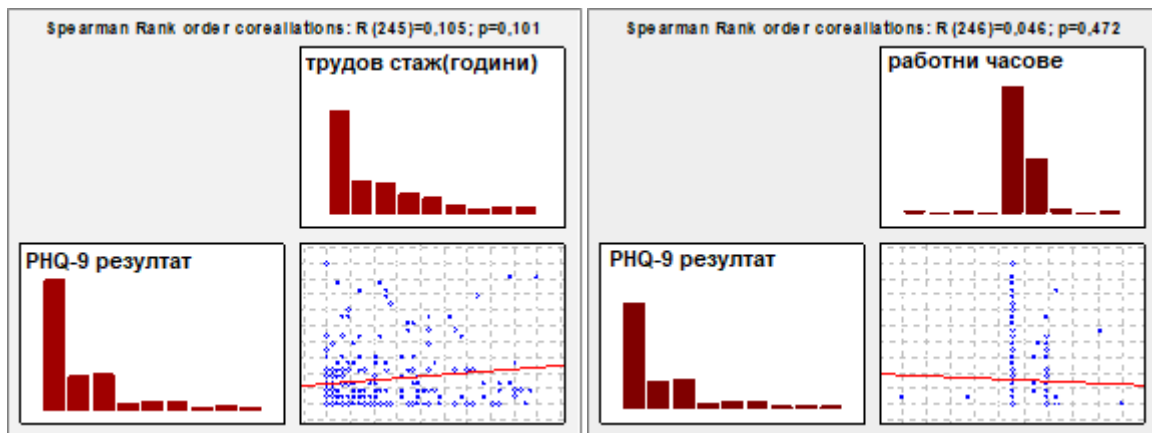 Spearman Rank order coreallations: R (245)=0,105; p=0,101
трудов стаж(години)
PHQ-9 резултат
Spearman Rank order coreallations: R (246)=0,046; p=0,472
работни часове
PHQ-9 резултат